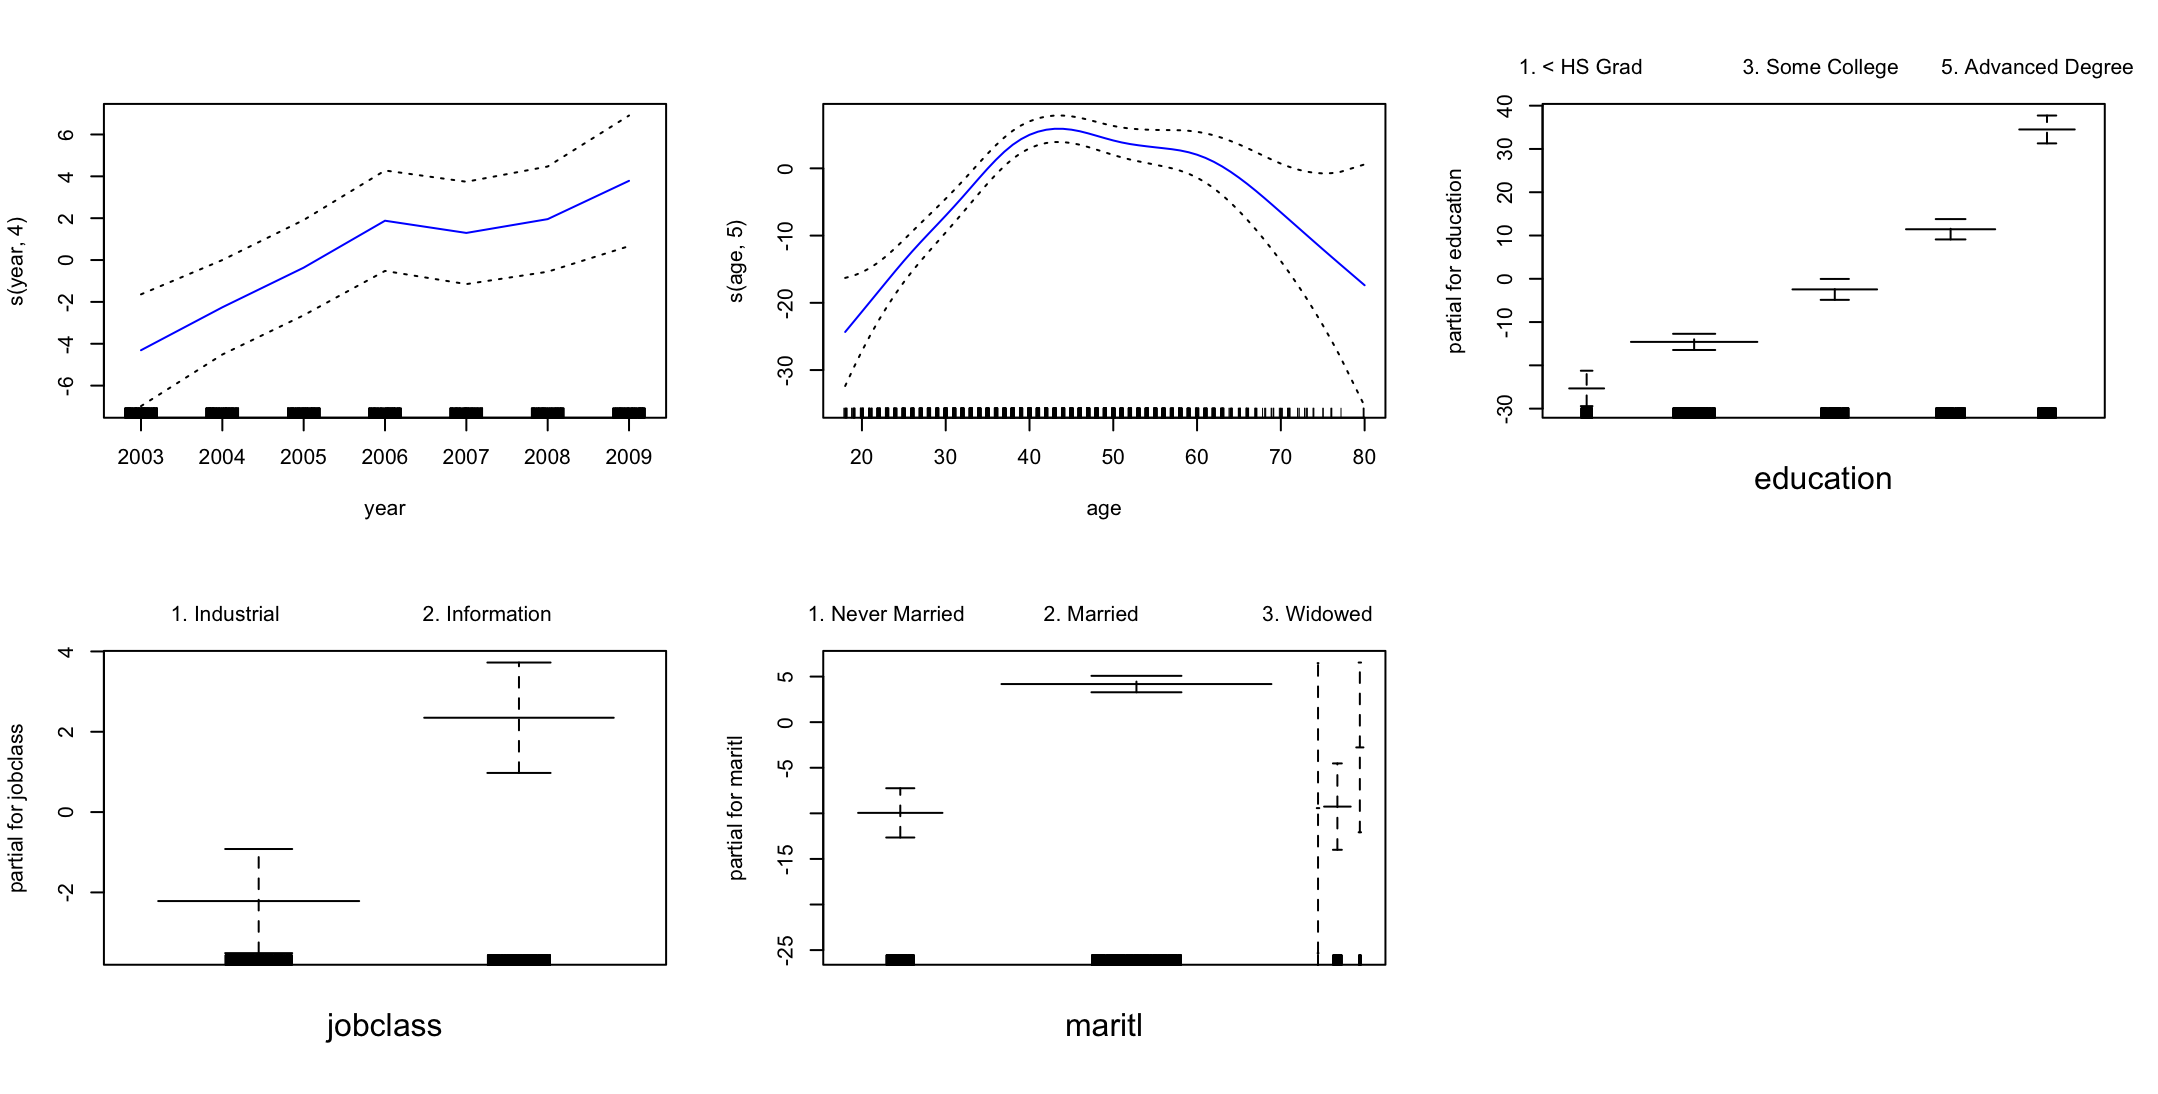 s(year, 4)
6
4
2
0
-2
-4
-6
2003 2004 2005 2006 2007 2008 2009
year
s(age, 5)
0
-10
-20
-30
20 30 40 50 60 70 80
age
1. < HS Grad 3. Some College 5. Advanced Degree
partial for education
40
30
20
10
0
-10
-30
education
1. Industrial 2. Information
partial for jobclass
4
2
0
-2
jobclass
1. Never Married 2. Married 3. Widowed
partial for maritl
5
0
-5
-15
-25
maritl